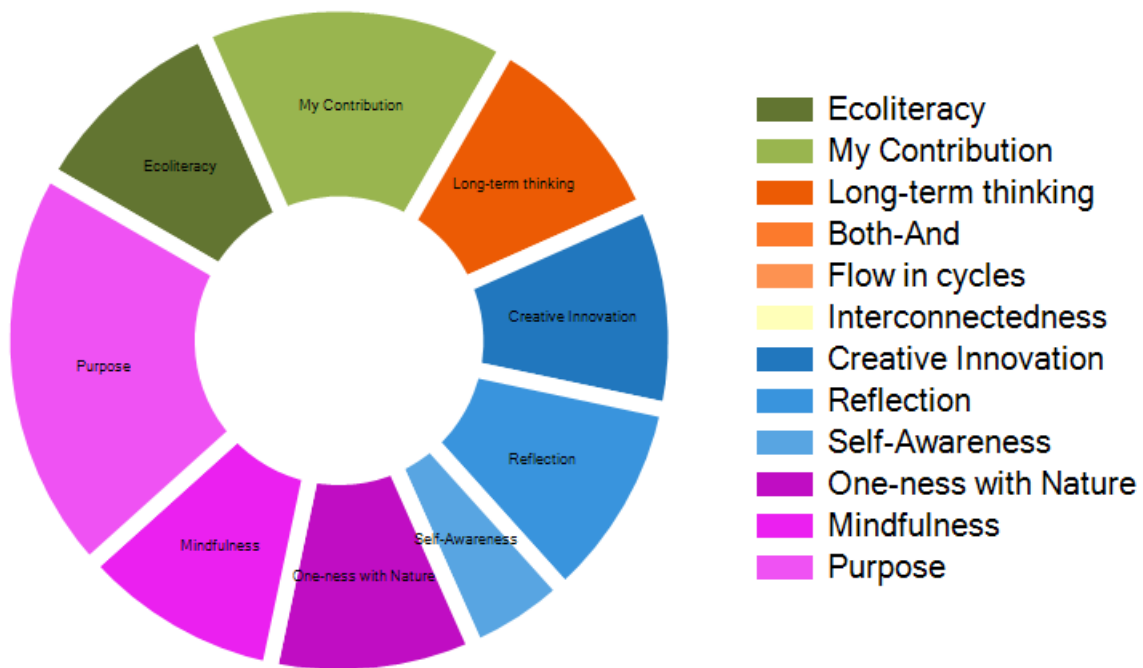 My Contribution
Ecoliteracy
Long-term thinking
Creative Innovation
Purpose
Reflection
Self-Awareness
Mindfulness
One-ness with Nature
Ecoliteracy
My Contribution
Long-term thinking
Both-And
Flow in cycles
Interconnectedness
Creative Innovation
Reflection
Self-Awareness
One-ness with Nature
Mindfulness
Purpose